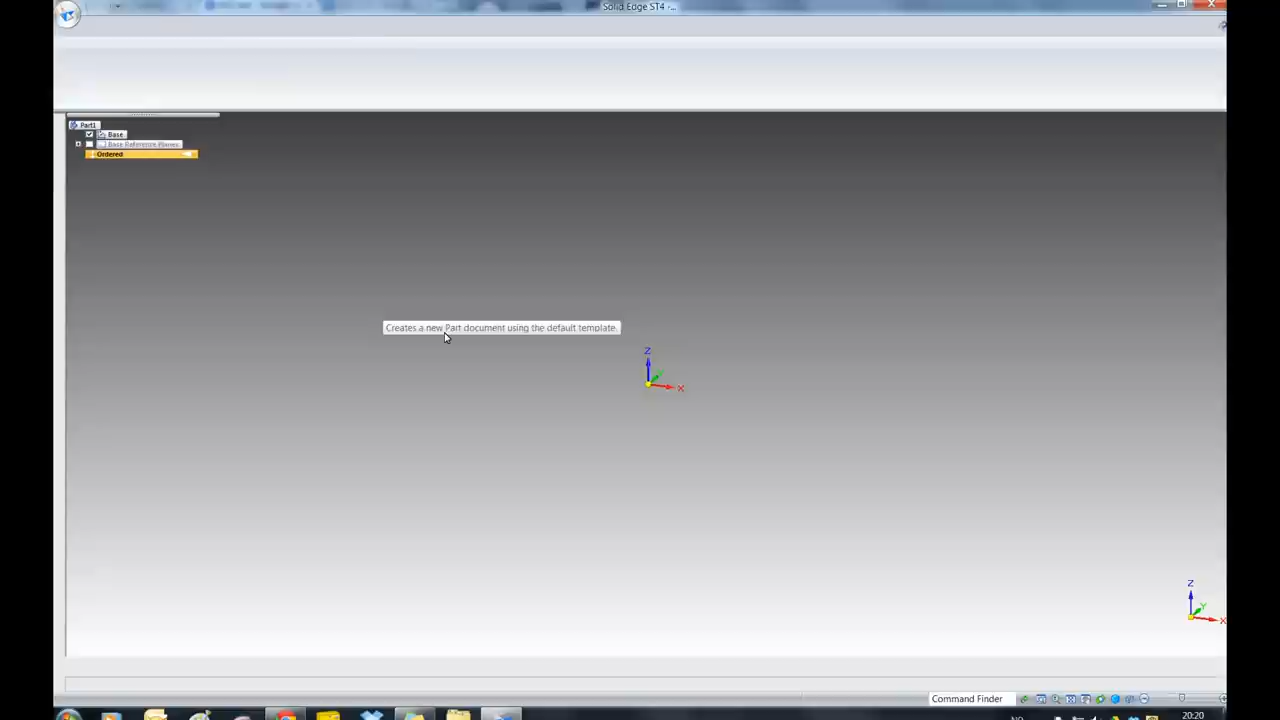 Solid Edge ST4 -...
Part1
Base
Base Reference Planes
Ordered
Creates a new Part document using the default template.
Z
Y
X
Z
Y
X
Command Finder
NO
20:20